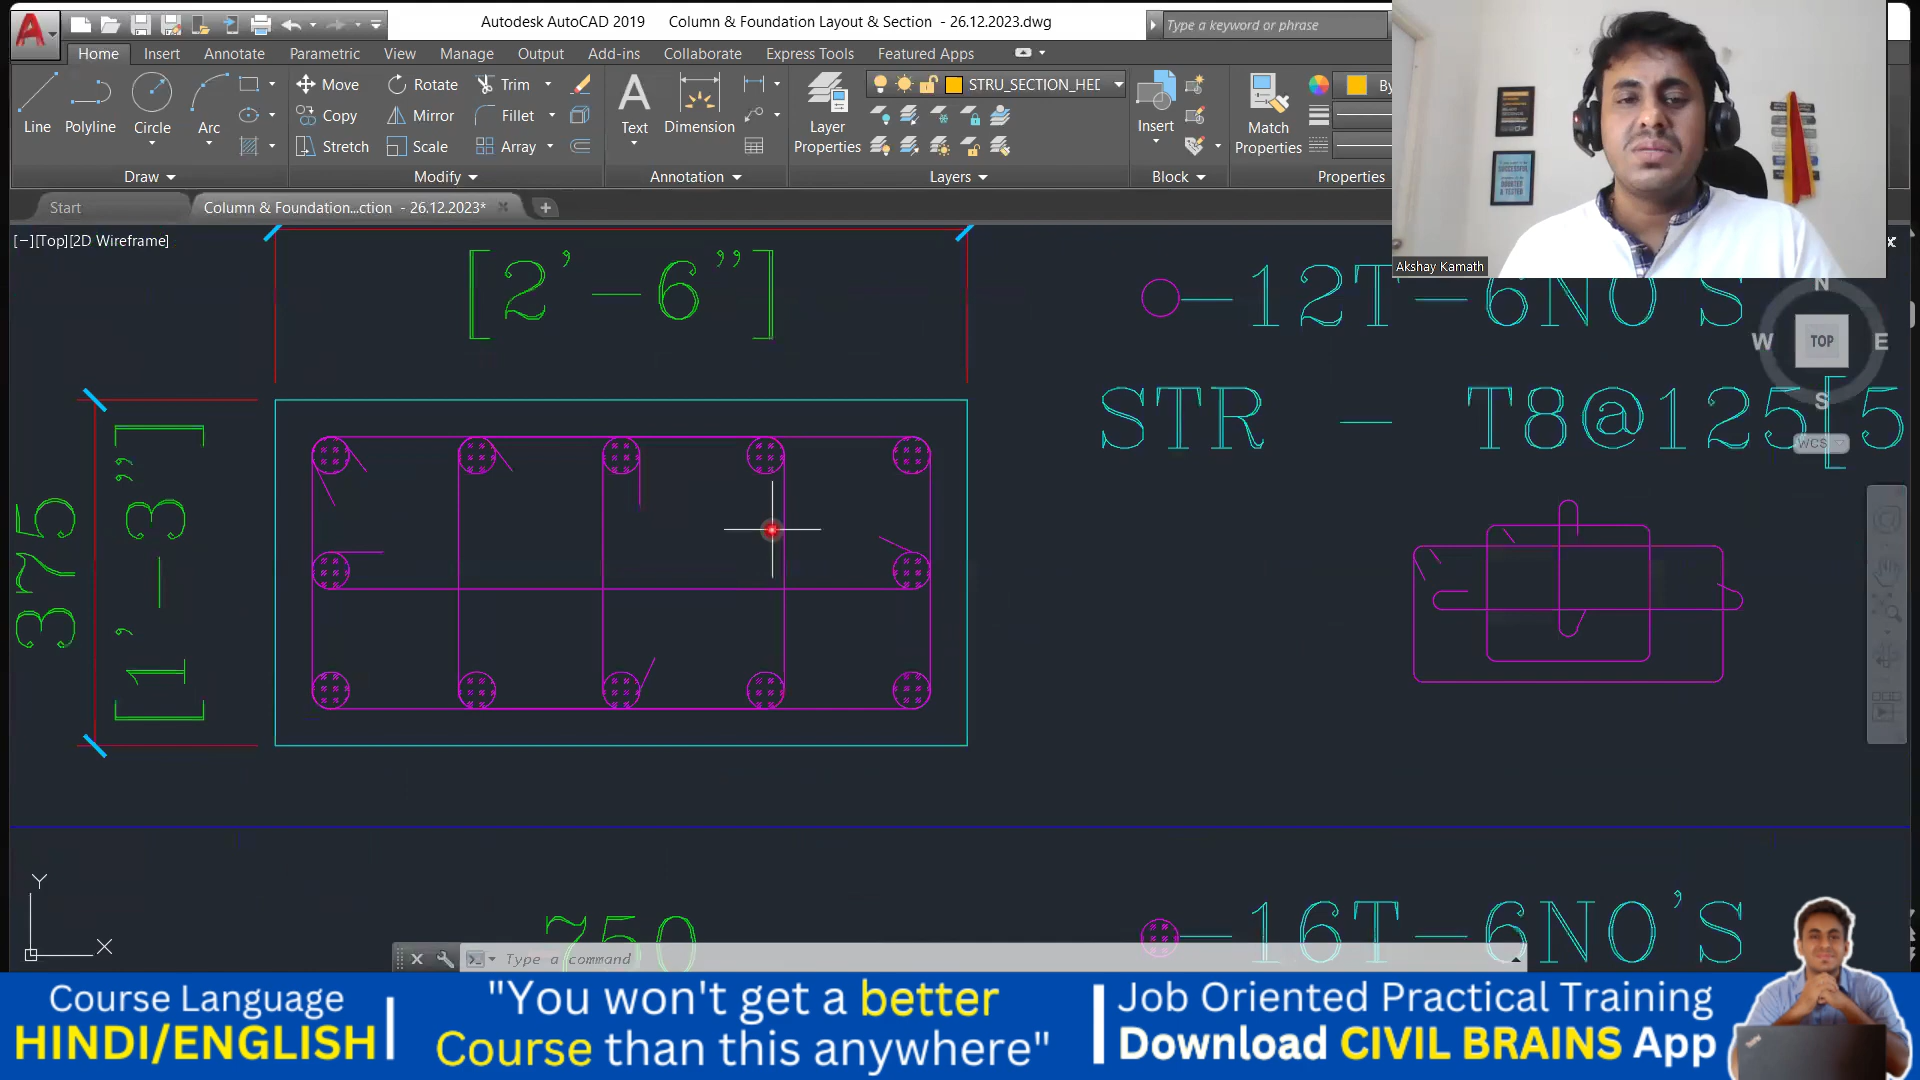 Autodesk AutoCAD 2019 Column & Foundation Layout & Section - 26.12.2023.dwg
Type a keyword or phrase
Home Insert Annotate Parametric View Manage Output Add-ins Collaborate Express Tools Featured Apps
Line Polyline Circle Arc
Move Rotate Trim
Copy Mirror Fillet
Stretch Scale Array
Text Dimension
Layer Properties
STRU_SECTION_HED
Insert
Match Properties
By
Draw Modify Annotation Layers Block Properties
Start Column & Foundation...ction - 26.12.2023*
[−][Top][2D Wireframe]
Akshay Kamath
[2'-6"]
12T-6NO'S
N
W TOP E
S
WCS
STR - T8@125[5
375
[1'-3"]
750
16T-6NO'S
Y
X
Type a command
Course Language
HINDI/ENGLISH
"You won't get a better
Course than this anywhere"
Job Oriented Practical Training
Download CIVIL BRAINS App